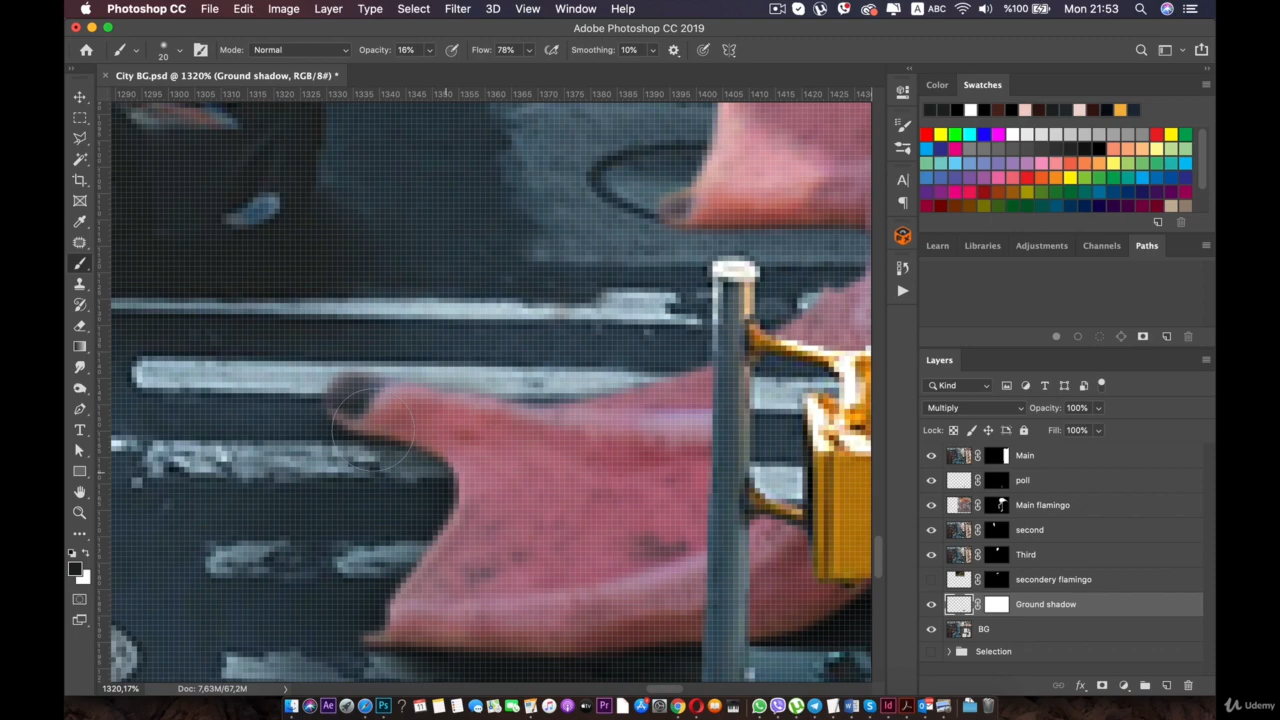 Photoshop CC File Edit Image Layer Type Select Filter 3D View Window Help ABC %100 Mon 21:53
Adobe Photoshop CC 2019
20 Mode: Normal Opacity: 16% Flow: 78% Smoothing: 10%
City BG.psd @ 1320% (Ground shadow, RGB/8#) *
Color Swatches
1290 1295 1300 1305 1310 1315 1320 1325 1330 1335 1340 1345 1350 1355 1360 1365 1370 1375 1380 1385 1390 1395 1400 1405 1410 1415 1420 1425
Learn Libraries Adjustments Channels Paths
Layers
Kind
Multiply Opacity: 100%
Lock: Fill: 100%
Main
poll
Main flamingo
second
Third
secondery flamingo
Ground shadow
BG
Selection
1320,17% Doc: 7,63M/67,2M
Udemy